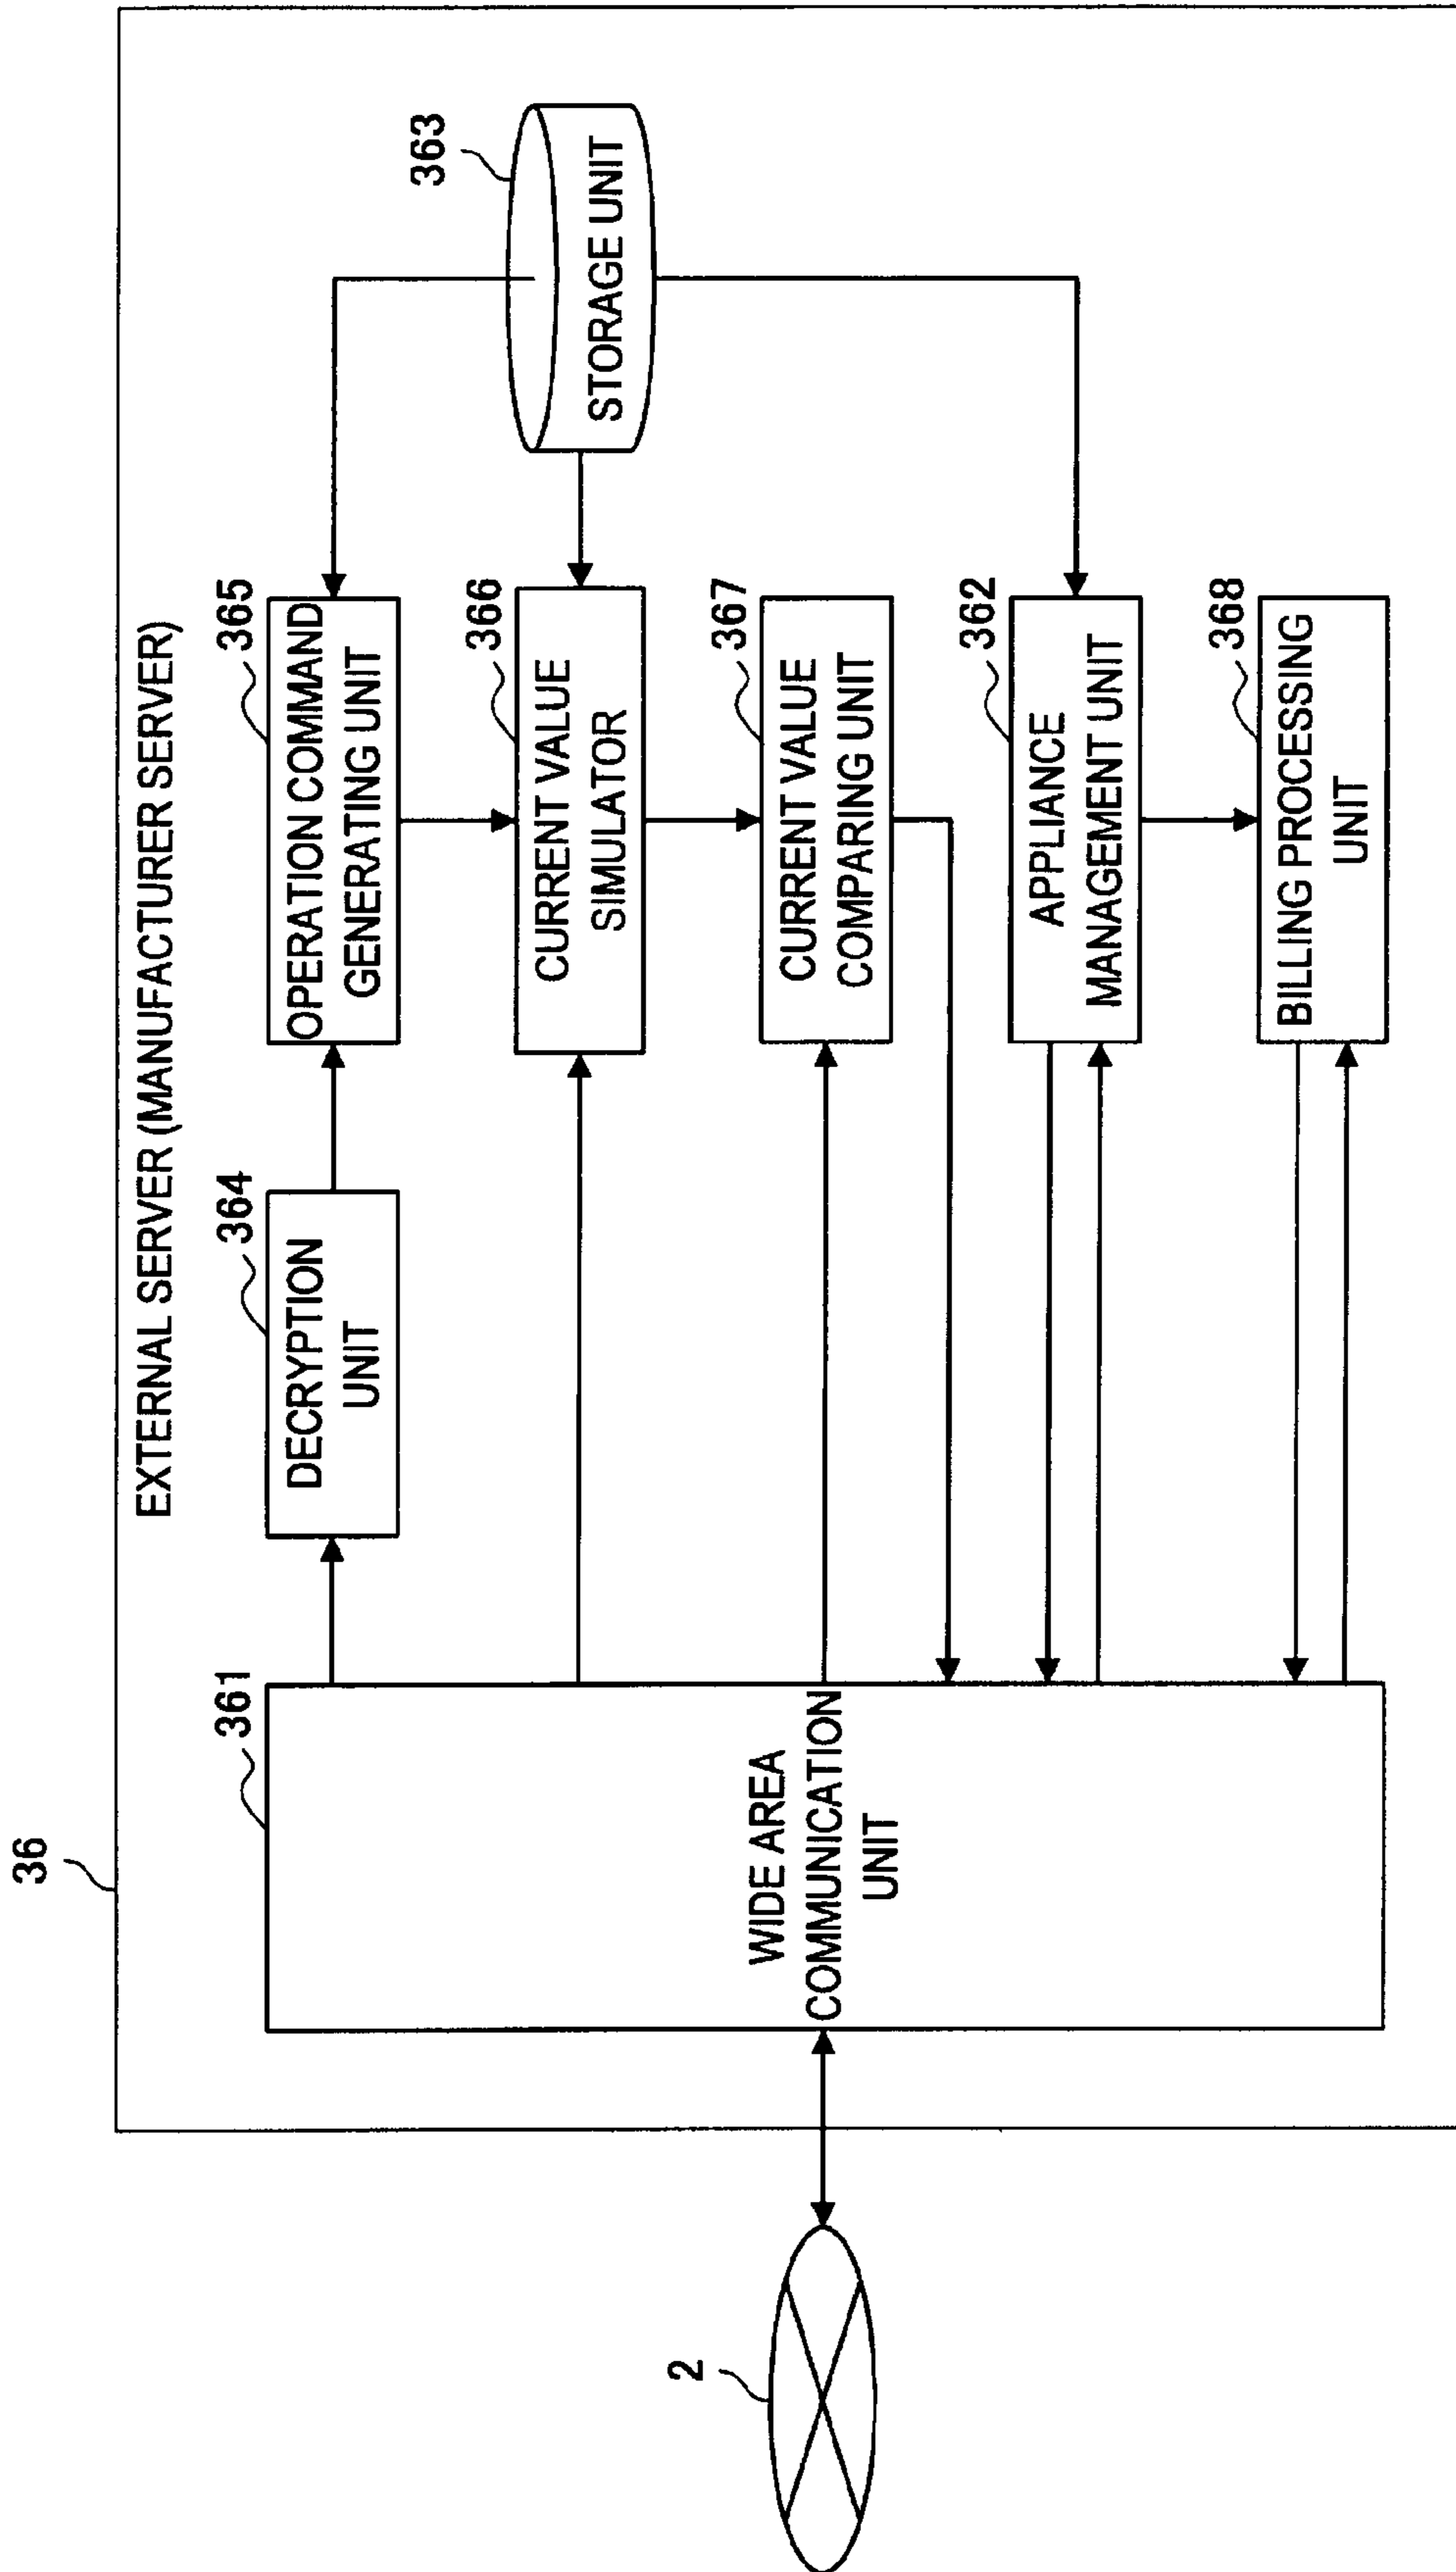 36
EXTERNAL SERVER (MANUFACTURER SERVER)
361
WIDE AREA
COMMUNICATION
UNIT
364
DECRYPTION
UNIT
365
OPERATION COMMAND
GENERATING UNIT
363
STORAGE UNIT
366
CURRENT VALUE
SIMULATOR
367
CURRENT VALUE
COMPARING UNIT
362
APPLIANCE
MANAGEMENT UNIT
368
BILLING PROCESSING
UNIT
2